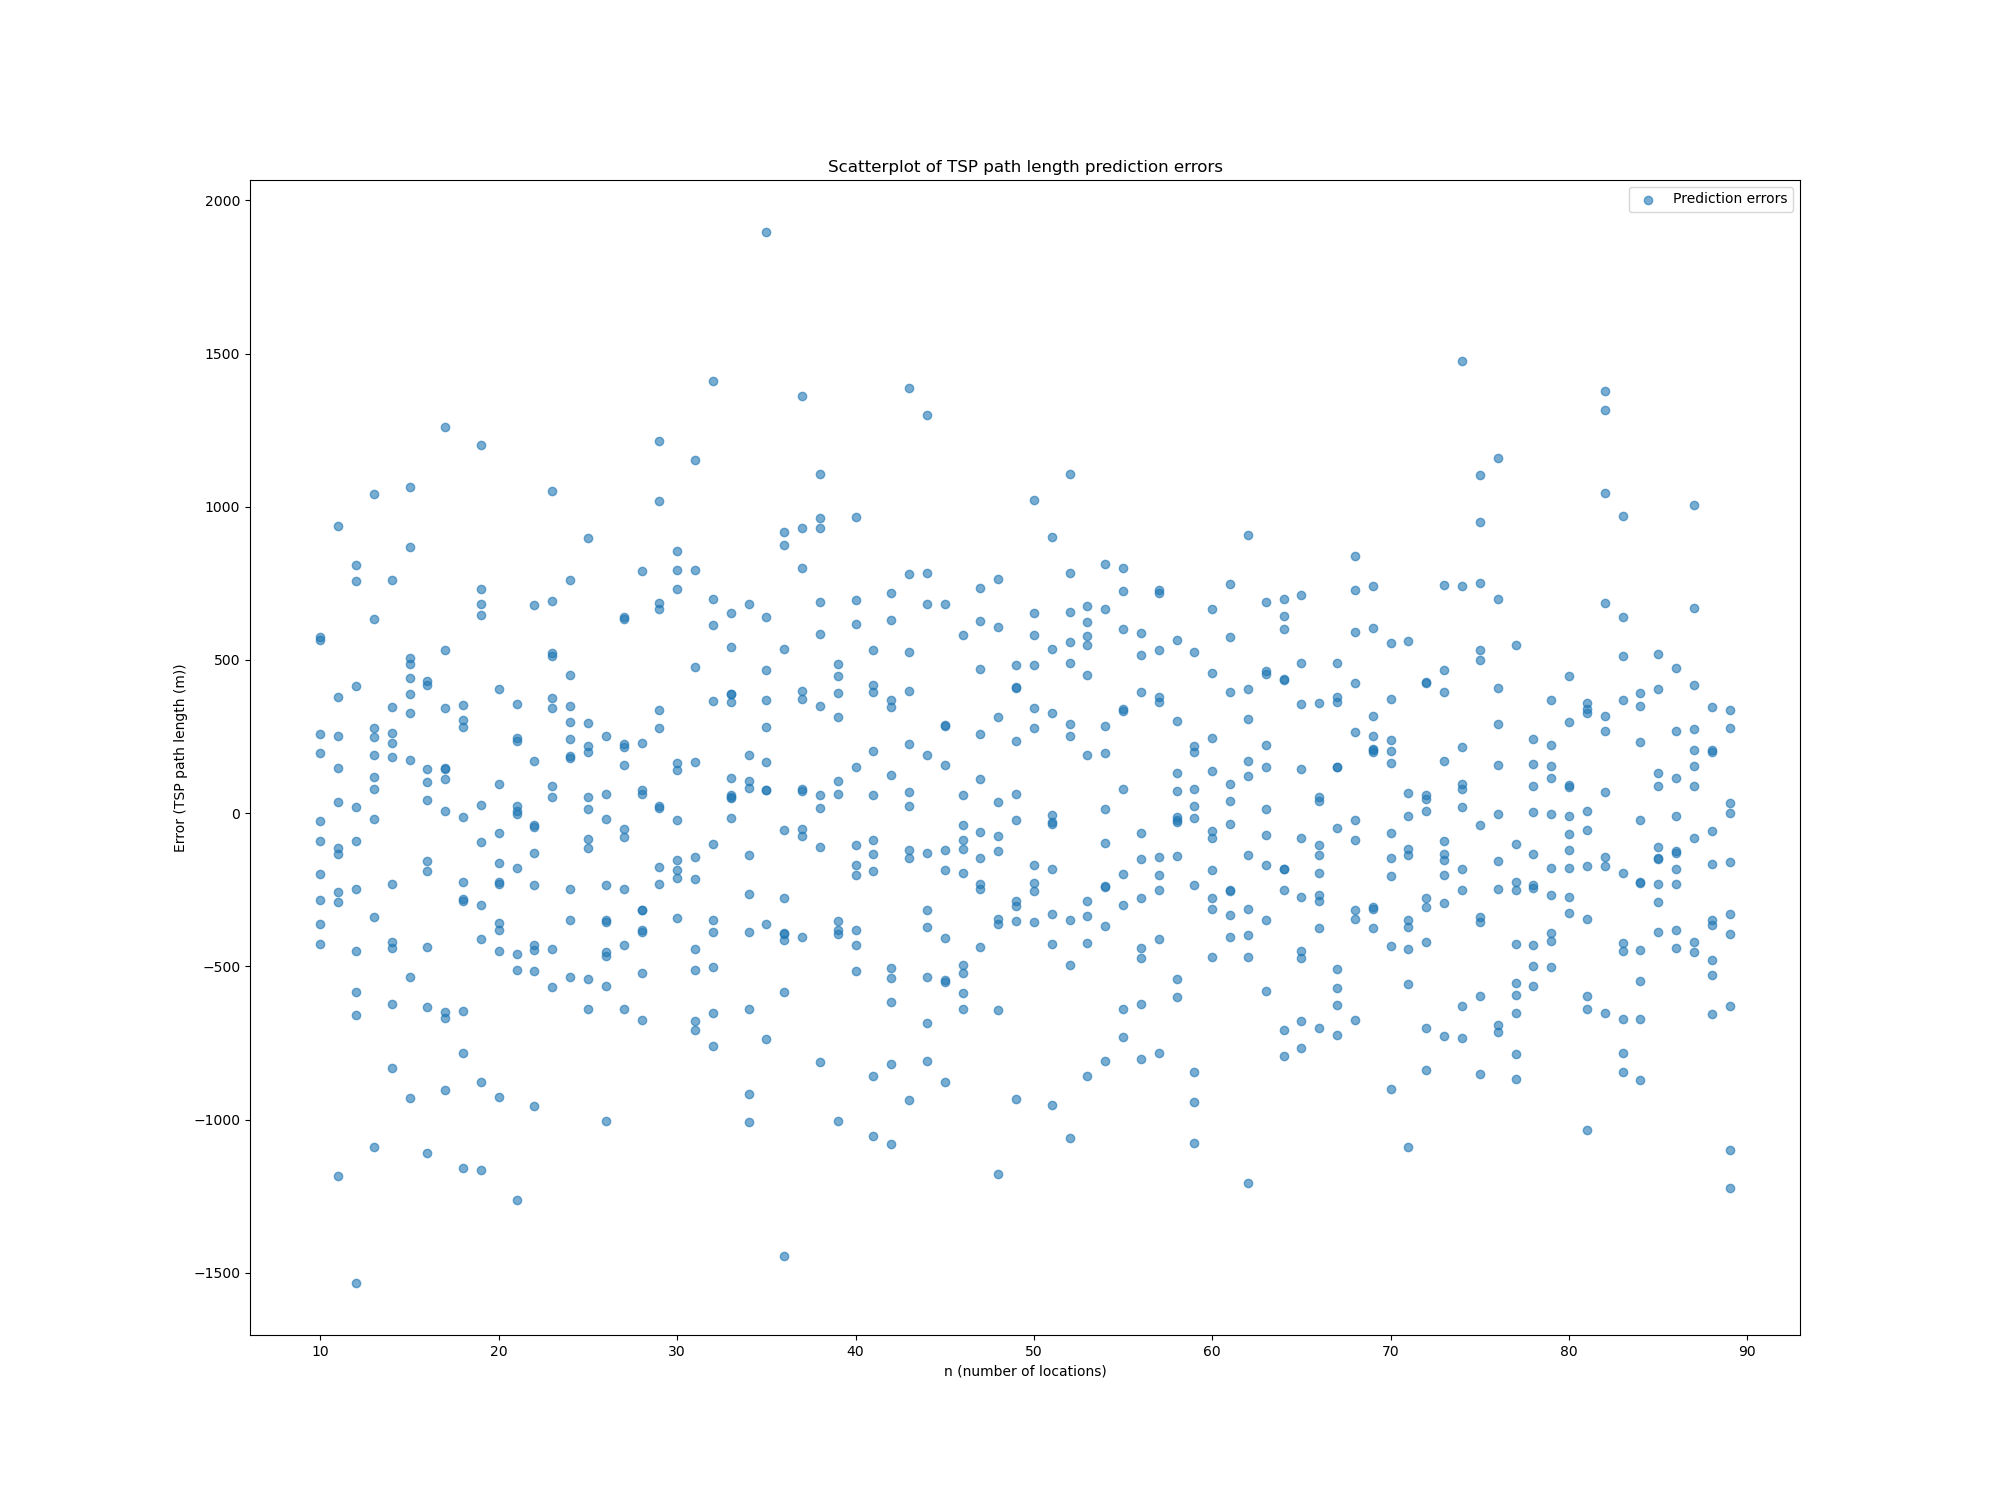 Scatterplot of TSP path length prediction errors
Prediction errors
2000
1500
1000
500
0
−500
−1000
−1500
Error (TSP path length (m))
10 20 30 40 50 60 70 80 90
n (number of locations)